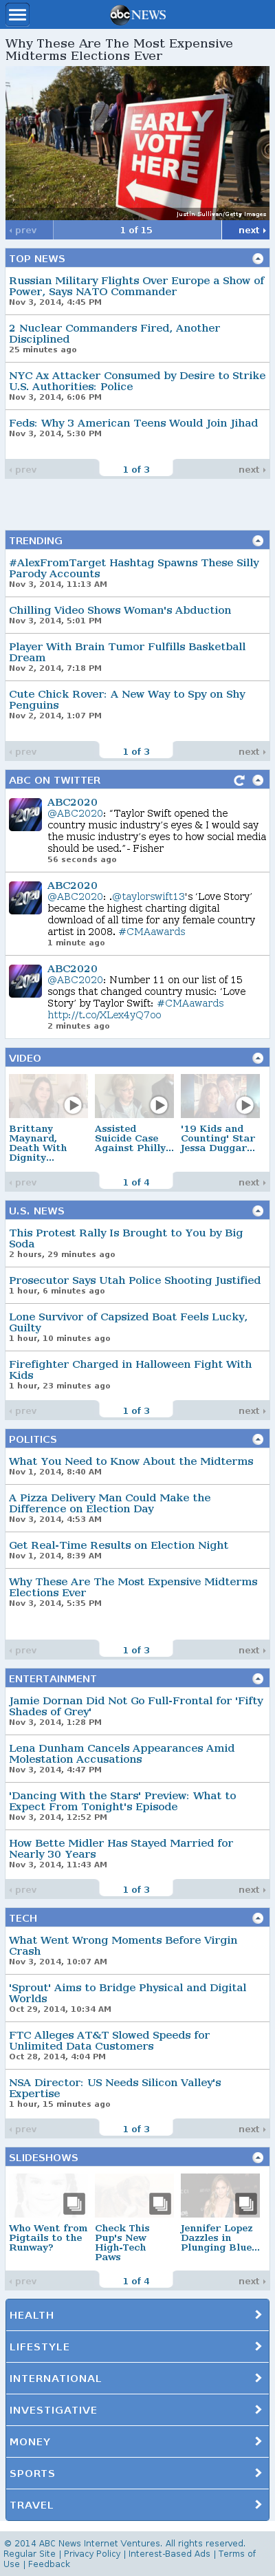 abc NEWS
Why These Are The Most Expensive
Midterms Elections Ever
EARLY
VOTE
HERE
Justin Sullivan/Getty Images
‹ prev
1 of 15
next ›
TOP NEWS
Russian Military Flights Over Europe a Show of
Power, Says NATO Commander
Nov 3, 2014, 4:45 PM
2 Nuclear Commanders Fired, Another
Disciplined
25 minutes ago
NYC Ax Attacker Consumed by Desire to Strike
U.S. Authorities: Police
Nov 3, 2014, 6:06 PM
Feds: Why 3 American Teens Would Join Jihad
Nov 3, 2014, 5:30 PM
‹ prev
1 of 3
next ›
TRENDING
#AlexFromTarget Hashtag Spawns These Silly
Parody Accounts
Nov 3, 2014, 11:13 AM
Chilling Video Shows Woman's Abduction
Nov 3, 2014, 5:01 PM
Player With Brain Tumor Fulfills Basketball
Dream
Nov 2, 2014, 7:18 PM
Cute Chick Rover: A New Way to Spy on Shy
Penguins
Nov 2, 2014, 1:07 PM
‹ prev
1 of 3
next ›
ABC ON TWITTER
ABC2020
@ABC2020: “Taylor Swift opened the
country music industry’s eyes & I would say
the music industry’s eyes to how social media
should be used.”- Fisher
56 seconds ago
ABC2020
@ABC2020: .@taylorswift13's ‘Love Story’
became the highest charting digital
download of all time for any female country
artist in 2008. #CMAawards
1 minute ago
ABC2020
@ABC2020: Number 11 on our list of 15
songs that changed country music: ‘Love
Story’ by Taylor Swift: #CMAawards
http://t.co/XLex4yQ7oo
2 minutes ago
VIDEO
Brittany
Maynard,
Death With
Dignity...
Assisted
Suicide Case
Against Philly...
'19 Kids and
Counting' Star
Jessa Duggar...
‹ prev
1 of 4
next ›
U.S. NEWS
This Protest Rally Is Brought to You by Big
Soda
2 hours, 29 minutes ago
Prosecutor Says Utah Police Shooting Justified
1 hour, 6 minutes ago
Lone Survivor of Capsized Boat Feels Lucky,
Guilty
1 hour, 10 minutes ago
Firefighter Charged in Halloween Fight With
Kids
1 hour, 23 minutes ago
‹ prev
1 of 3
next ›
POLITICS
What You Need to Know About the Midterms
Nov 1, 2014, 8:40 AM
A Pizza Delivery Man Could Make the
Difference on Election Day
Nov 3, 2014, 4:53 AM
Get Real-Time Results on Election Night
Nov 1, 2014, 8:39 AM
Why These Are The Most Expensive Midterms
Elections Ever
Nov 3, 2014, 5:35 PM
‹ prev
1 of 3
next ›
ENTERTAINMENT
Jamie Dornan Did Not Go Full-Frontal for 'Fifty
Shades of Grey'
Nov 3, 2014, 1:28 PM
Lena Dunham Cancels Appearances Amid
Molestation Accusations
Nov 3, 2014, 4:47 PM
'Dancing With the Stars' Preview: What to
Expect From Tonight's Episode
Nov 3, 2014, 12:52 PM
How Bette Midler Has Stayed Married for
Nearly 30 Years
Nov 3, 2014, 11:43 AM
‹ prev
1 of 3
next ›
TECH
What Went Wrong Moments Before Virgin
Crash
Nov 3, 2014, 10:07 AM
'Sprout' Aims to Bridge Physical and Digital
Worlds
Oct 29, 2014, 10:34 AM
FTC Alleges AT&T Slowed Speeds for
Unlimited Data Customers
Oct 28, 2014, 4:04 PM
NSA Director: US Needs Silicon Valley's
Expertise
1 hour, 15 minutes ago
‹ prev
1 of 3
next ›
SLIDESHOWS
Who Went from
Pigtails to the
Runway?
Check This
Pup's New
High-Tech
Paws
Jennifer Lopez
Dazzles in
Plunging Blue...
‹ prev
1 of 4
next ›
HEALTH
LIFESTYLE
INTERNATIONAL
INVESTIGATIVE
MONEY
SPORTS
TRAVEL
© 2014 ABC News Internet Ventures. All rights reserved.
Regular Site | Privacy Policy | Interest-Based Ads | Terms of
Use | Feedback